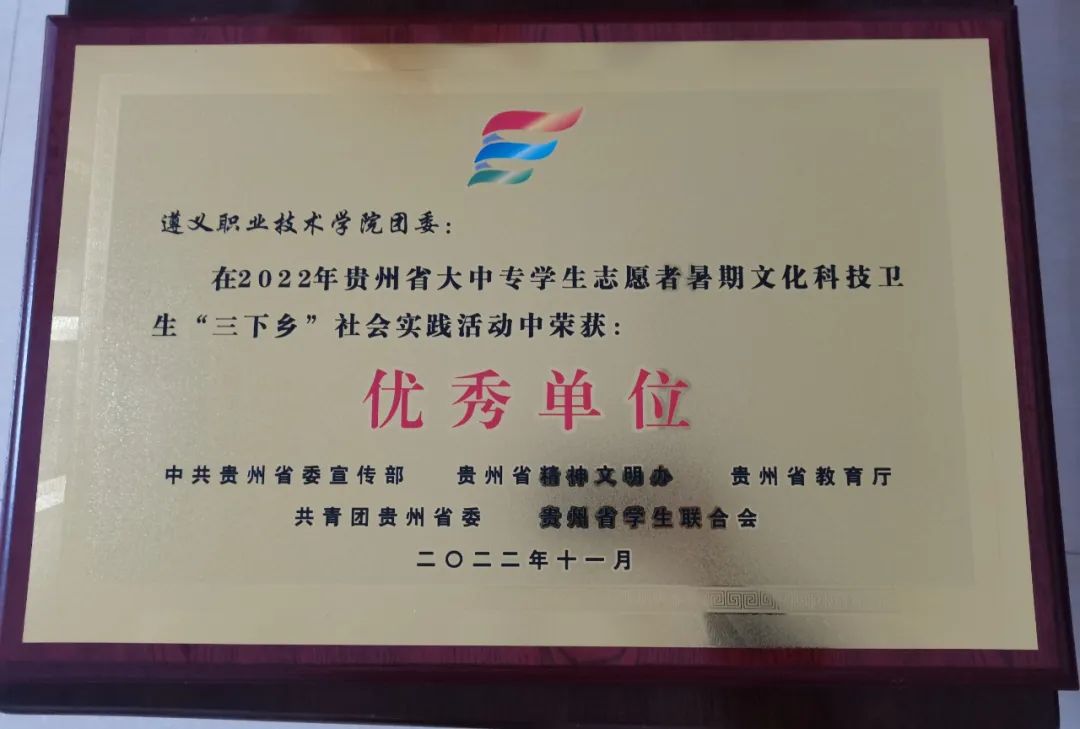 遵义职业技术学院团委：
在2022年贵州省大中专学生志愿者暑期文化科技卫
生“三下乡”社会实践活动中荣获：
优秀单位
中共贵州省委宣传部 贵州省精神文明办 贵州省教育厅
共青团贵州省委 贵州省学生联合会
二〇二二年十一月